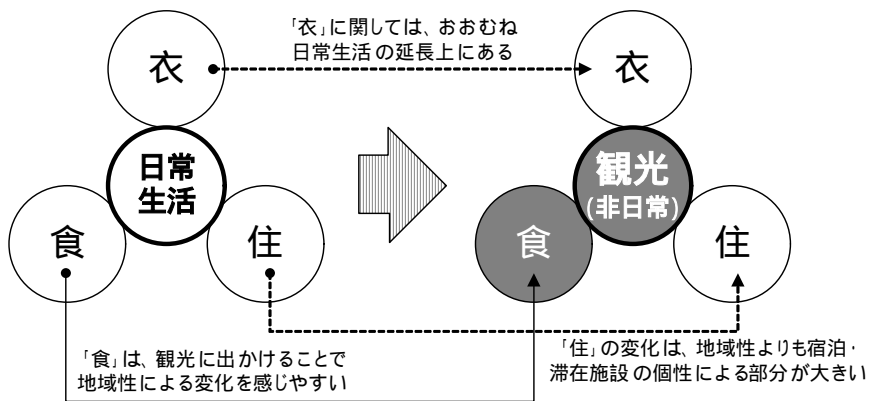 「衣」に関しては、おおむね
日常生活の延長上にある
衣
衣
日常
生活
観光
(非日常)
食
住
食
住
「食」は、観光に出かけることで
地域性による変化を感じやすい
「住」の変化は、地域性よりも宿泊・
滞在施設の個性による部分が大きい